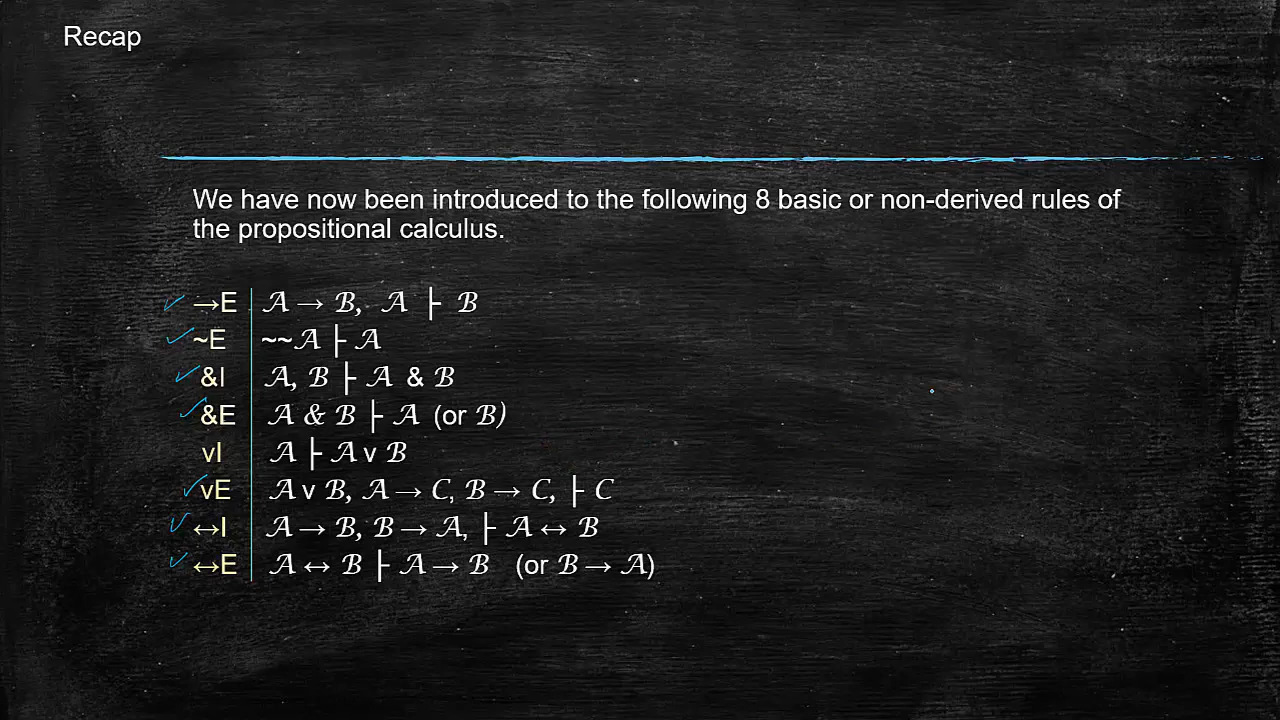 Recap
We have now been introduced to the following 8 basic or non-derived rules of
the propositional calculus.
→E 𝒜 → ℬ, 𝒜 ├ ℬ
~E ~~𝒜 ├ 𝒜
&I 𝒜, ℬ ├ 𝒜 & ℬ
&E 𝒜 & ℬ ├ 𝒜 (or ℬ)
vI 𝒜 ├ 𝒜 v ℬ
vE 𝒜 v ℬ, 𝒜 → 𝐶, ℬ → 𝐶, ├ 𝐶
↔I 𝒜 → ℬ, ℬ → 𝒜, ├ 𝒜 ↔ ℬ
↔E 𝒜 ↔ ℬ ├ 𝒜 → ℬ (or ℬ → 𝒜)